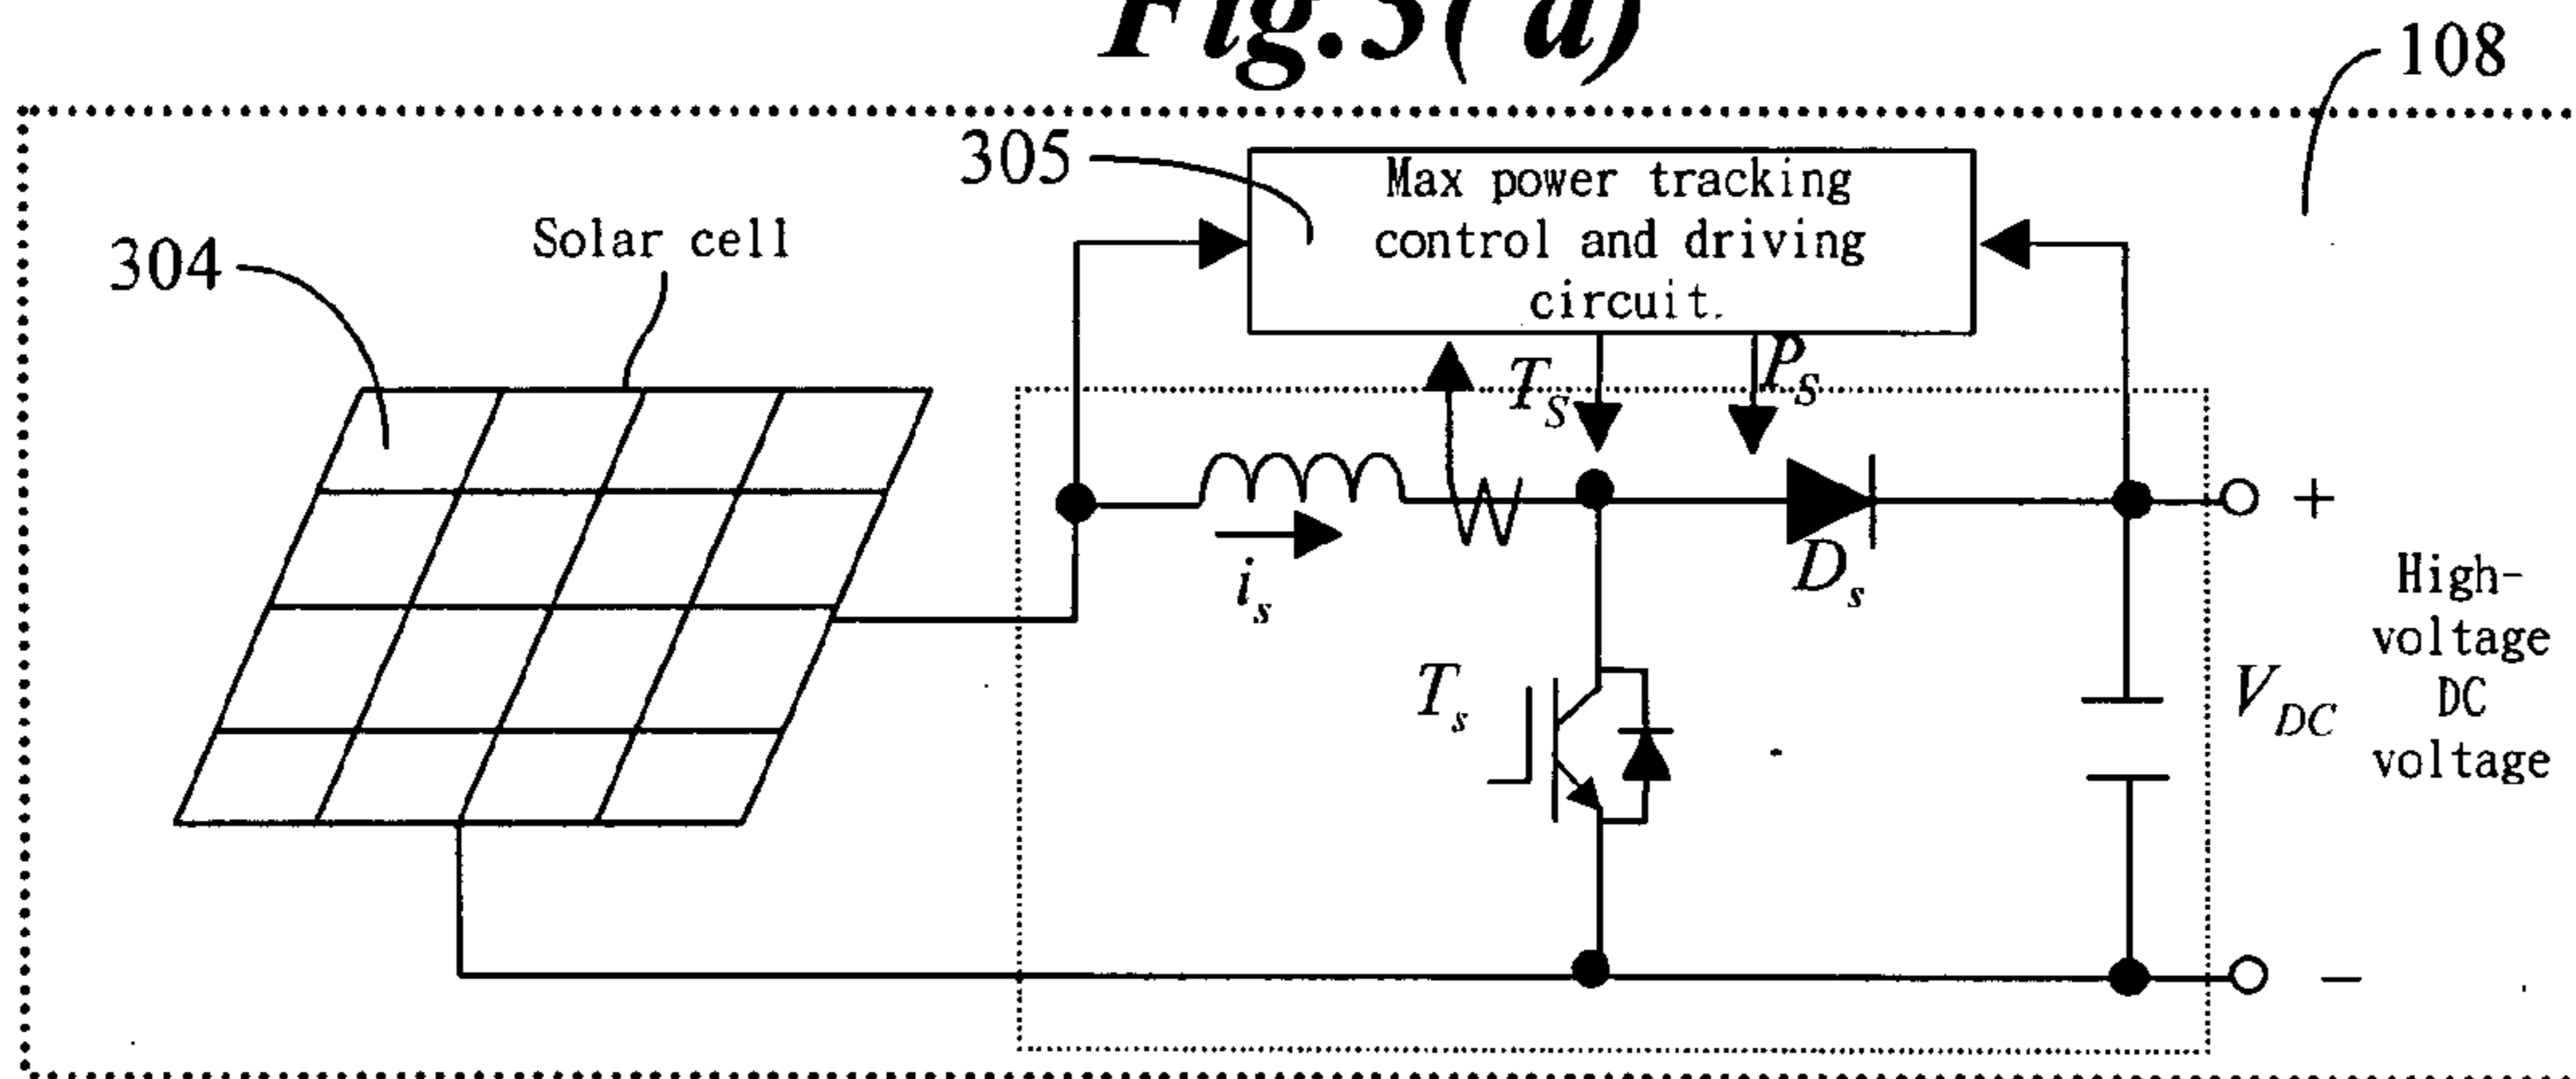 Fig.3(a)
108
305
Max power tracking
control and driving
circuit.
304
Solar cell
T_S
P_S
+
i_s
D_s
High-
voltage
DC
voltage
T_s
V_DC
−